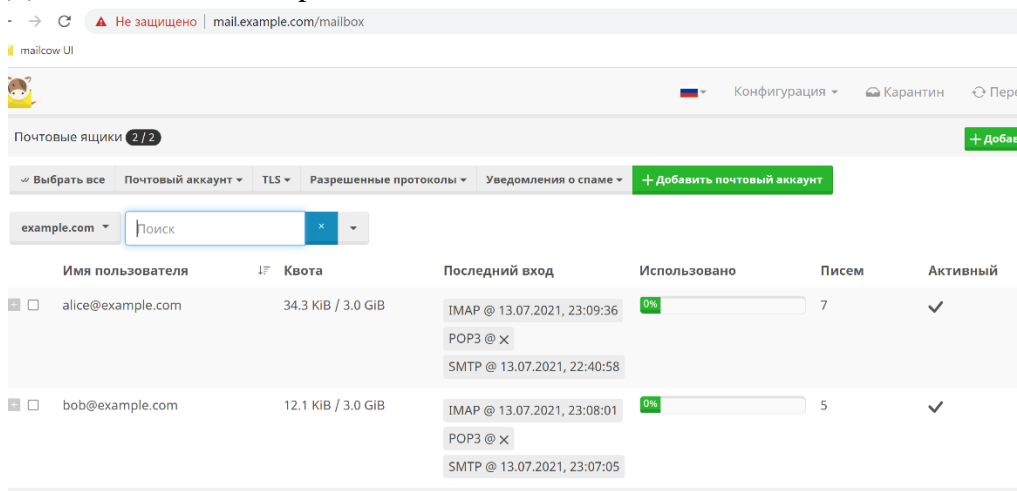 Не защищено | mail.example.com/mailbox
mailcow UI
Конфигурация Карантин
Почтовые ящики 2 / 2
Выбрать все Почтовый аккаунт TLS Разрешенные протоколы Уведомления о спаме + Добавить почтовый аккаунт
example.com Поиск ×
Имя пользователя Квота Последний вход Использовано Писем Активный
alice@example.com 34.3 KiB / 3.0 GiB IMAP @ 13.07.2021, 23:09:36 0% 7
POP3 @ ×
SMTP @ 13.07.2021, 22:40:58
bob@example.com 12.1 KiB / 3.0 GiB IMAP @ 13.07.2021, 23:08:01 0% 5
POP3 @ ×
SMTP @ 13.07.2021, 23:07:05